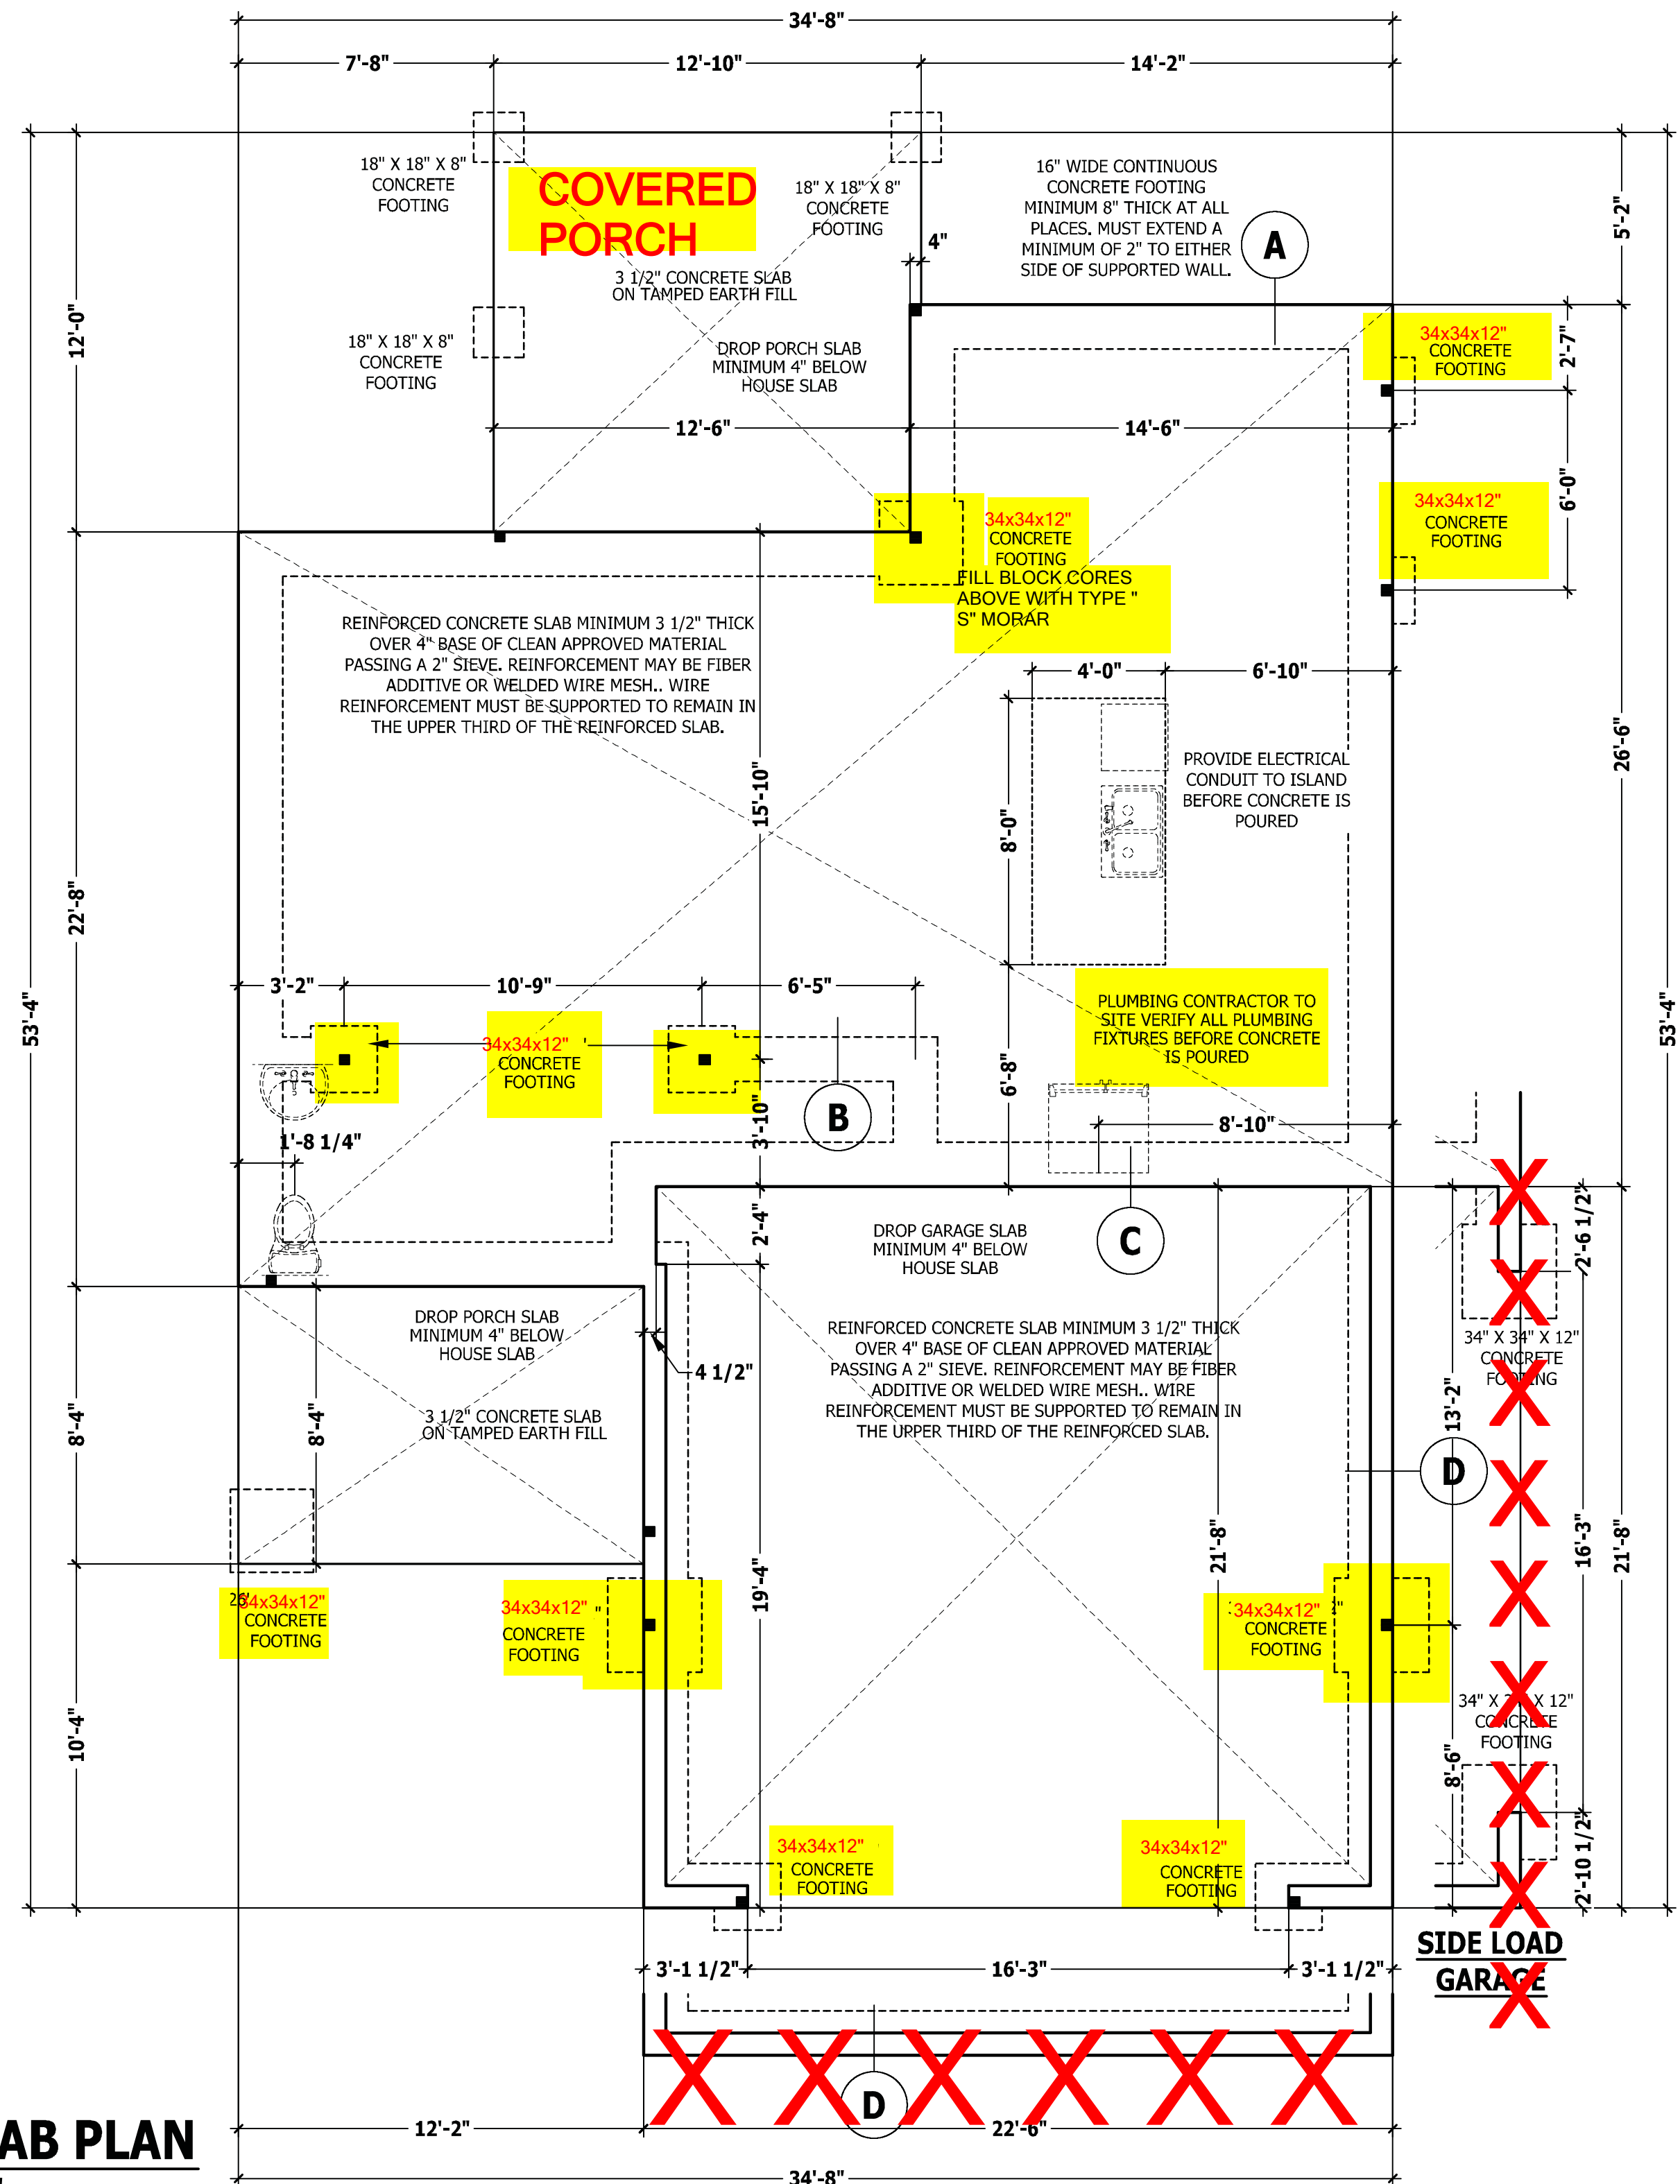 34'-8"
7'-8"
12'-10"
14'-2"
18" X 18" X 8"
CONCRETE
FOOTING
COVERED
PORCH
18" X 18" X 8"
CONCRETE
FOOTING
16" WIDE CONTINUOUS
CONCRETE FOOTING
MINIMUM 8" THICK AT ALL
PLACES. MUST EXTEND A
MINIMUM OF 2" TO EITHER
SIDE OF SUPPORTED WALL.
A
5'-2"
4"
3 1/2" CONCRETE SLAB
ON TAMPED EARTH FILL
12'-0"
18" X 18" X 8"
CONCRETE
FOOTING
DROP PORCH SLAB
MINIMUM 4" BELOW
HOUSE SLAB
34x34x12"
CONCRETE
FOOTING
2'-7"
12'-6"
14'-6"
34x34x12"
CONCRETE
FOOTING
6'-0"
34x34x12"
CONCRETE
FOOTING
FILL BLOCK CORES
ABOVE WITH TYPE "
S" MORAR
REINFORCED CONCRETE SLAB MINIMUM 3 1/2" THICK
OVER 4" BASE OF CLEAN APPROVED MATERIAL
PASSING A 2" SIEVE. REINFORCEMENT MAY BE FIBER
ADDITIVE OR WELDED WIRE MESH.. WIRE
REINFORCEMENT MUST BE SUPPORTED TO REMAIN IN
THE UPPER THIRD OF THE REINFORCED SLAB.
4'-0"
6'-10"
26'-6"
15'-10"
8'-0"
PROVIDE ELECTRICAL
CONDUIT TO ISLAND
BEFORE CONCRETE IS
POURED
22'-8"
53'-4"
53'-4"
3'-2"
10'-9"
6'-5"
34x34x12"
CONCRETE
FOOTING
PLUMBING CONTRACTOR TO
SITE VERIFY ALL PLUMBING
FIXTURES BEFORE CONCRETE
IS POURED
6'-8"
3'-10"
B
8'-10"
1'-8 1/4"
2'-4"
DROP GARAGE SLAB
MINIMUM 4" BELOW
HOUSE SLAB
C
2'-6 1/2"
DROP PORCH SLAB
MINIMUM 4" BELOW
HOUSE SLAB
4 1/2"
REINFORCED CONCRETE SLAB MINIMUM 3 1/2" THICK
OVER 4" BASE OF CLEAN APPROVED MATERIAL
PASSING A 2" SIEVE. REINFORCEMENT MAY BE FIBER
ADDITIVE OR WELDED WIRE MESH.. WIRE
REINFORCEMENT MUST BE SUPPORTED TO REMAIN IN
THE UPPER THIRD OF THE REINFORCED SLAB.
34" X 34" X 12"
CONCRETE
FOOTING
13'-2"
8'-4"
8'-4"
3 1/2" CONCRETE SLAB
ON TAMPED EARTH FILL
D
21'-8"
16'-3"
21'-8"
19'-4"
34x34x12"
CONCRETE
FOOTING
34x34x12"
CONCRETE
FOOTING
34x34x12"
CONCRETE
FOOTING
10'-4"
34" X X 12"
CONCRETE
FOOTING
8'-6"
34x34x12"
CONCRETE
FOOTING
34x34x12"
CONCRETE
FOOTING
2'-10 1/2"
SIDE LOAD
GARAGE
3'-1 1/2"
16'-3"
3'-1 1/2"
X X X X X X
D
AB PLAN
12'-2"
22'-6"
34'-8"